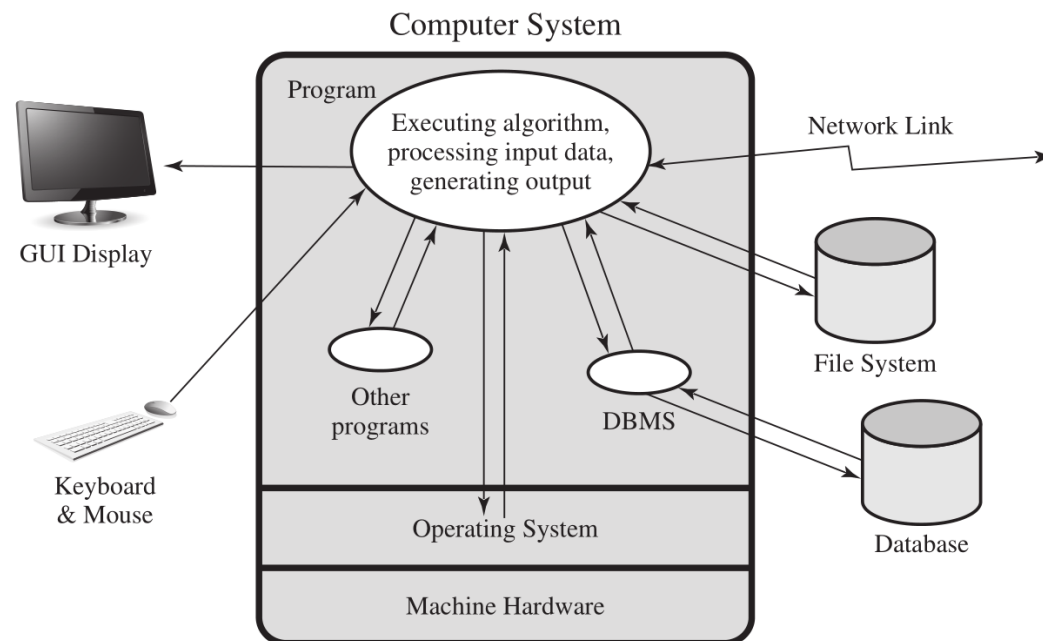 Computer System
Program
Executing algorithm,
processing input data,
generating output
Network Link
GUI Display
File System
Other
programs
DBMS
Keyboard
& Mouse
Operating System
Database
Machine Hardware